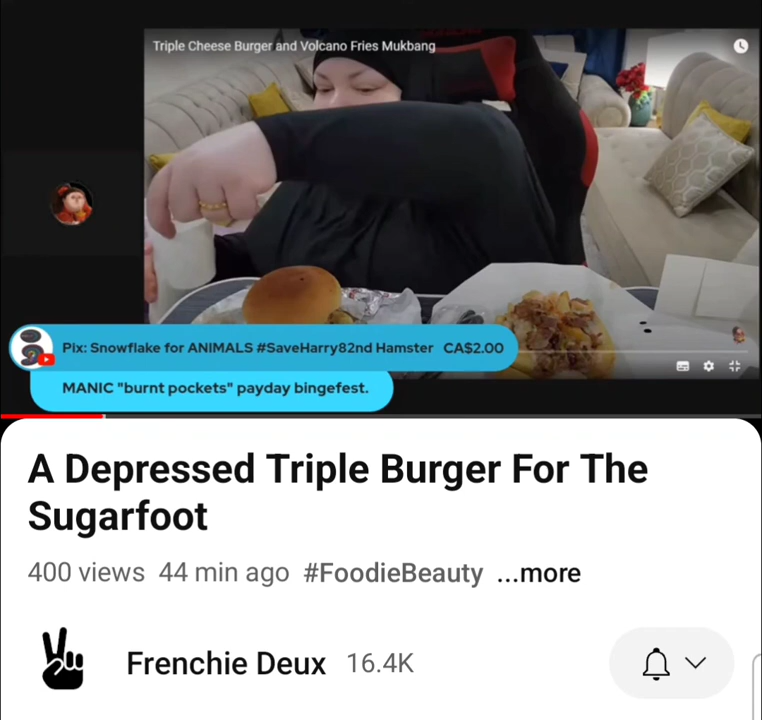 Triple Cheese Burger and Volcano Fries Mukbang
Pix: Snowflake for ANIMALS #SaveHarry82nd Hamster CA$2.00
MANIC "burnt pockets" payday bingefest.
A Depressed Triple Burger For The
Sugarfoot
400 views 44 min ago #FoodieBeauty ...more
Frenchie Deux 16.4K